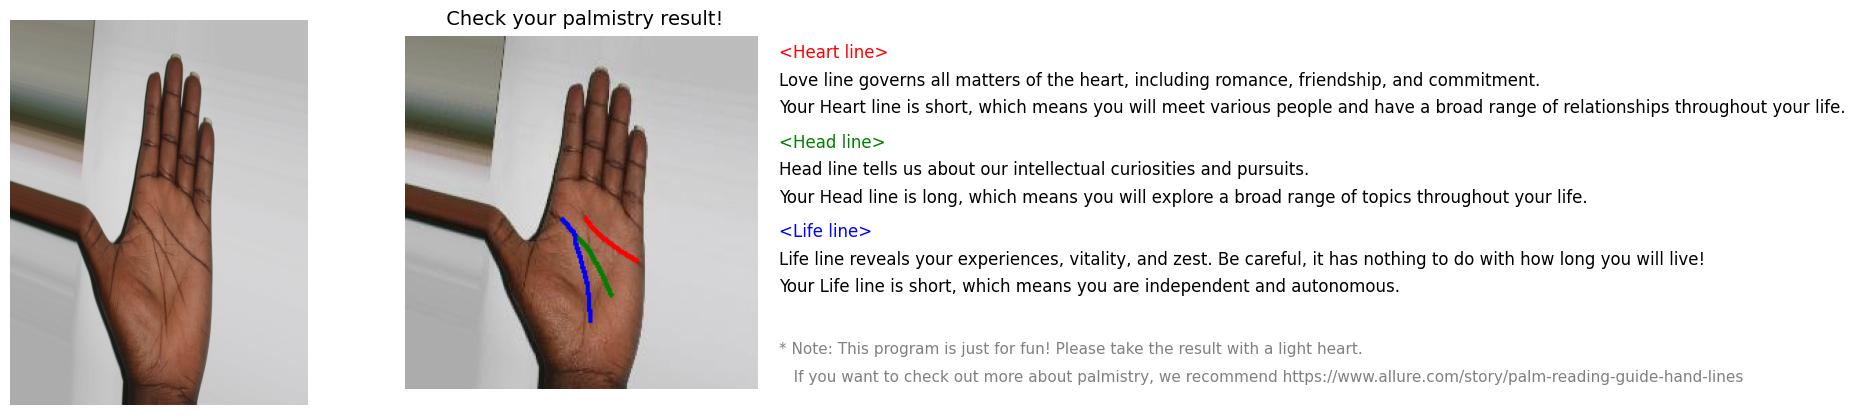 Check your palmistry result!
<Heart line>
Love line governs all matters of the heart, including romance, friendship, and commitment.
Your Heart line is short, which means you will meet various people and have a broad range of relationships throughout your life.
<Head line>
Head line tells us about our intellectual curiosities and pursuits.
Your Head line is long, which means you will explore a broad range of topics throughout your life.
<Life line>
Life line reveals your experiences, vitality, and zest. Be careful, it has nothing to do with how long you will live!
Your Life line is short, which means you are independent and autonomous.
* Note: This program is just for fun! Please take the result with a light heart.
If you want to check out more about palmistry, we recommend https://www.allure.com/story/palm-reading-guide-hand-lines